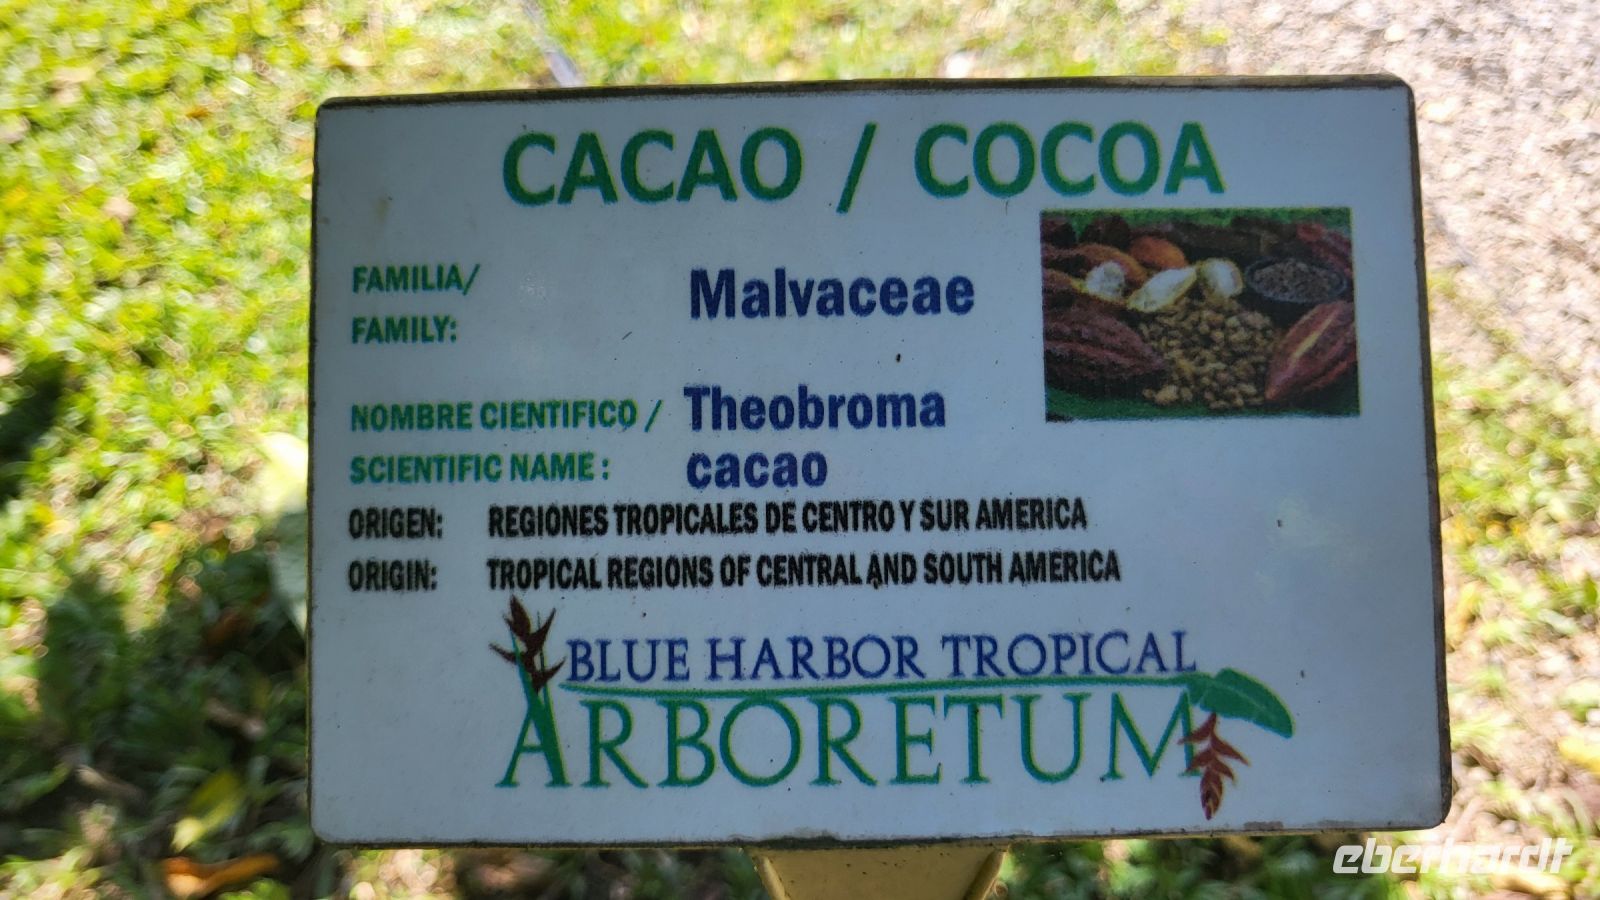 CACAO / COCOA
FAMILIA/
FAMILY:
Malvaceae
NOMBRE CIENTIFICO /
SCIENTIFIC NAME :
Theobroma
cacao
ORIGEN: REGIONES TROPICALES DE CENTRO Y SUR AMERICA
ORIGIN: TROPICAL REGIONS OF CENTRAL AND SOUTH AMERICA
BLUE HARBOR TROPICAL
ARBORETUM
eberhardt